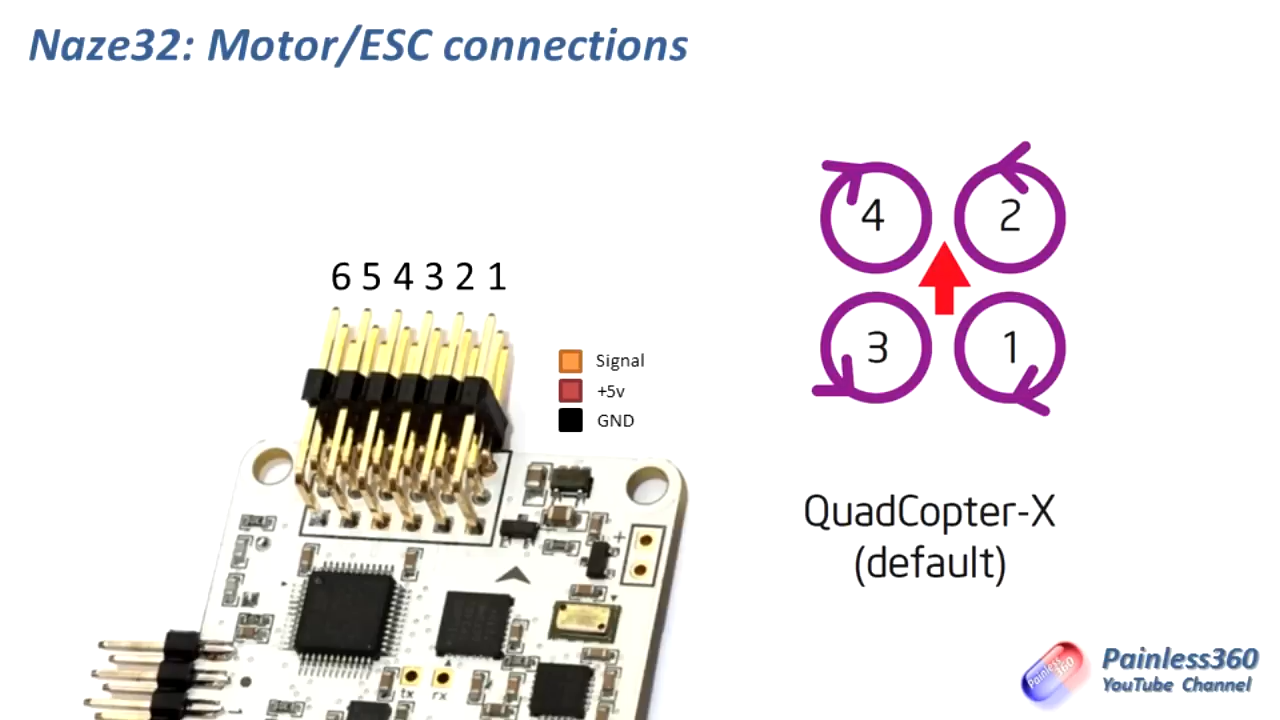 Naze32: Motor/ESC connections
4 2
6 5 4 3 2 1
3 1
Signal
+5v
GND
QuadCopter-X
(default)
+
tx rx
Painless360
Painless360
YouTube Channel